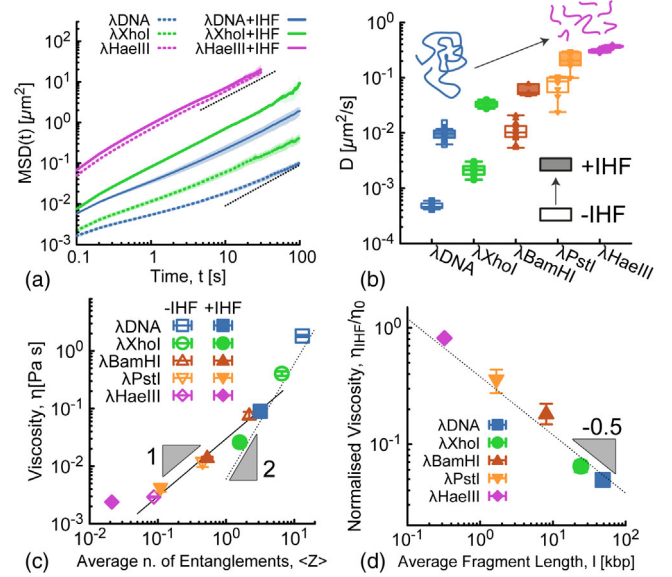 λDNA
λXhoI
λHaeIII
λDNA+IHF
λXhoI+IHF
λHaeIII+IHF
MSD(t) [μm²]
10²
10¹
10⁰
10⁻¹
10⁻²
10⁻³
0.1
1
10
100
Time, t [s]
(a)
D [μm²/s]
10⁰
10⁻¹
10⁻²
10⁻³
10⁻⁴
+IHF
-IHF
λDNA
λXhoI
λBamHI
λPstI
λHaeIII
(b)
Viscosity, η[Pa s]
10⁰
10⁻¹
10⁻²
10⁻³
-IHF +IHF
λDNA
λXhoI
λBamHI
λPstI
λHaeIII
1
2
10⁻²
10⁻¹
10⁰
10¹
Average n. of Entanglements, <Z>
(c)
Normalised Viscosity, ηIHF/η0
10⁰
10⁻¹
-0.5
λDNA
λXhoI
λBamHI
λPstI
λHaeIII
10⁻¹
10⁰
10¹
10²
Average Fragment Length, l [kbp]
(d)